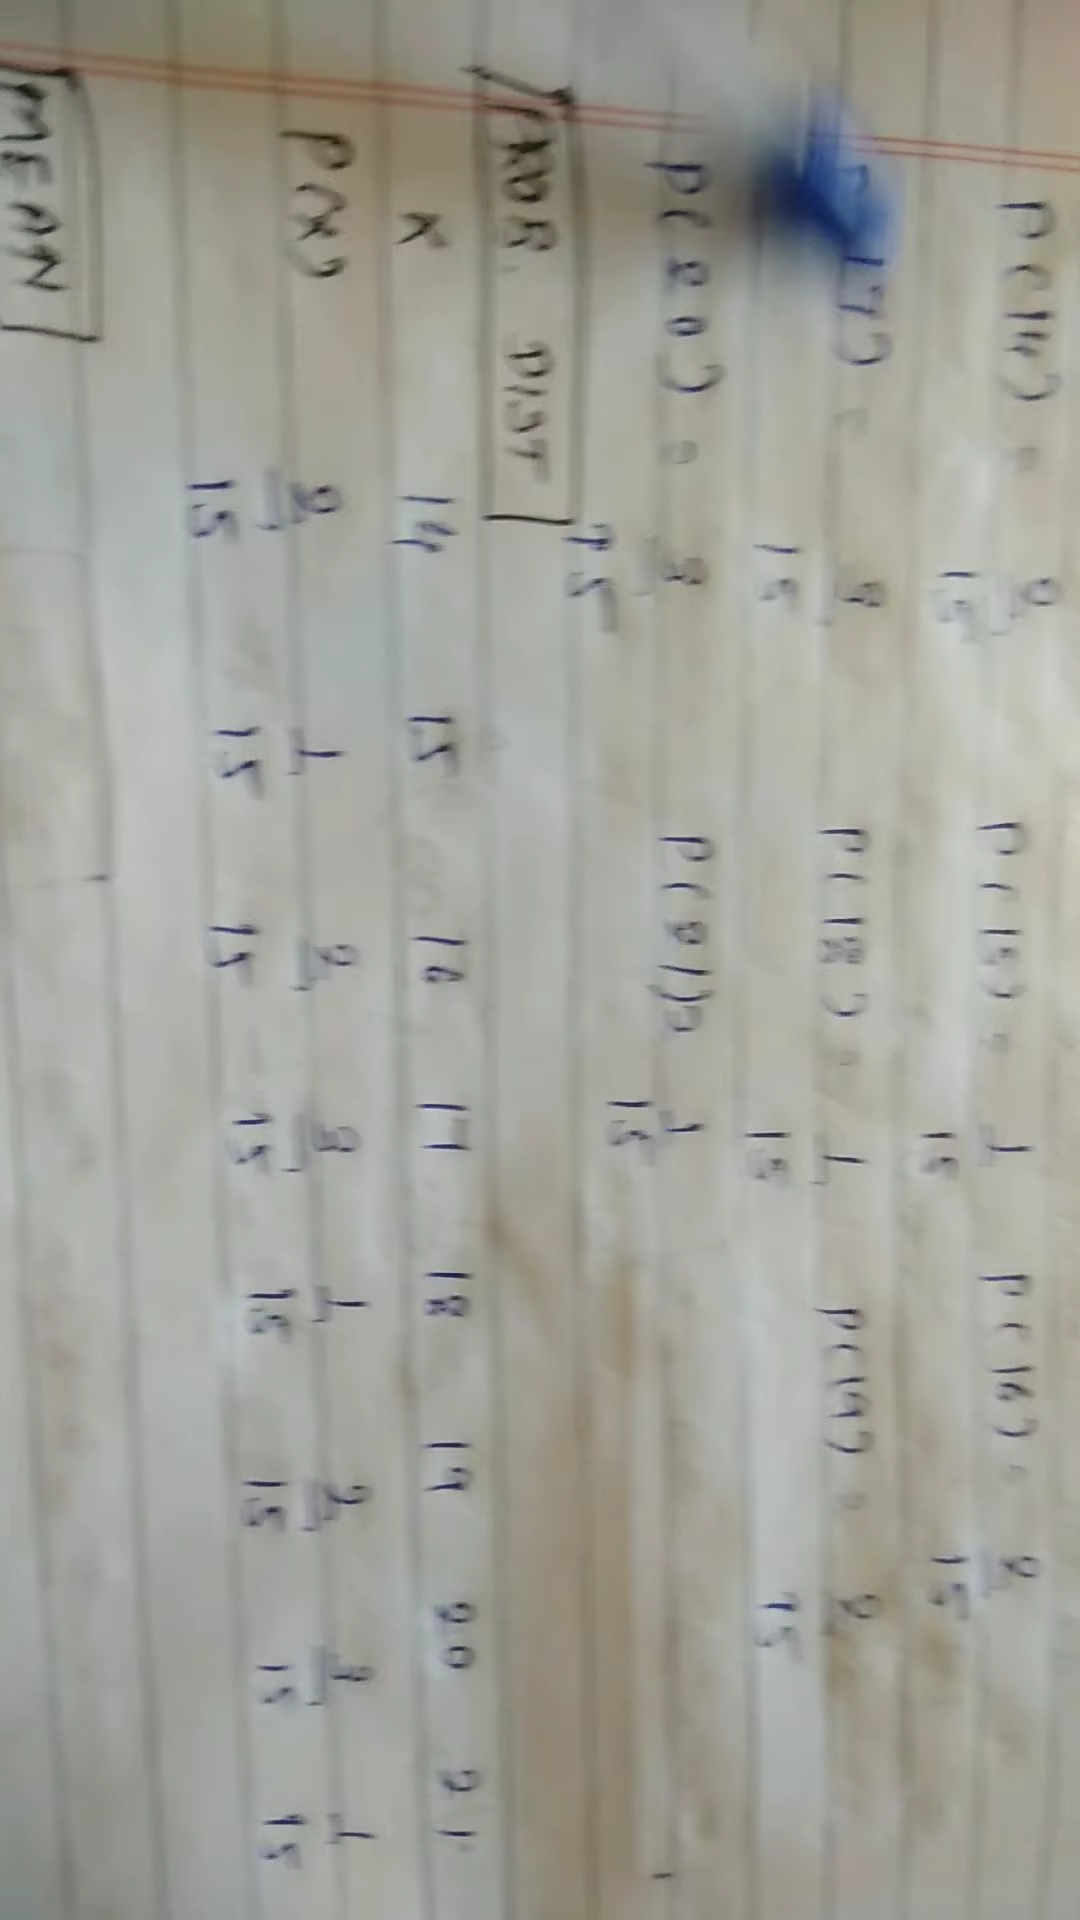 P(14) = 2/15 P(15) = 1/15 P(16) = 2/15
17) = 3/15 P(18) = 1/15 P(19) = 2/15
P(20) = 3/15 P(21) = 1/15
PROB. DIST
X 14 15 16 17 18 19 20 21
P(X) 2/15 1/15 2/15 3/15 1/15 2/15 3/15 1/15
MEAN